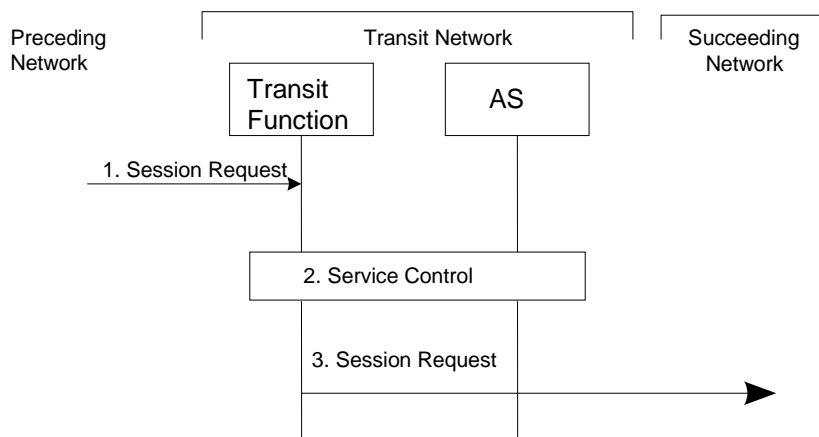 Preceding
Network
Transit Network
Succeeding
Network
Transit
Function
AS
1. Session Request
2. Service Control
3. Session Request